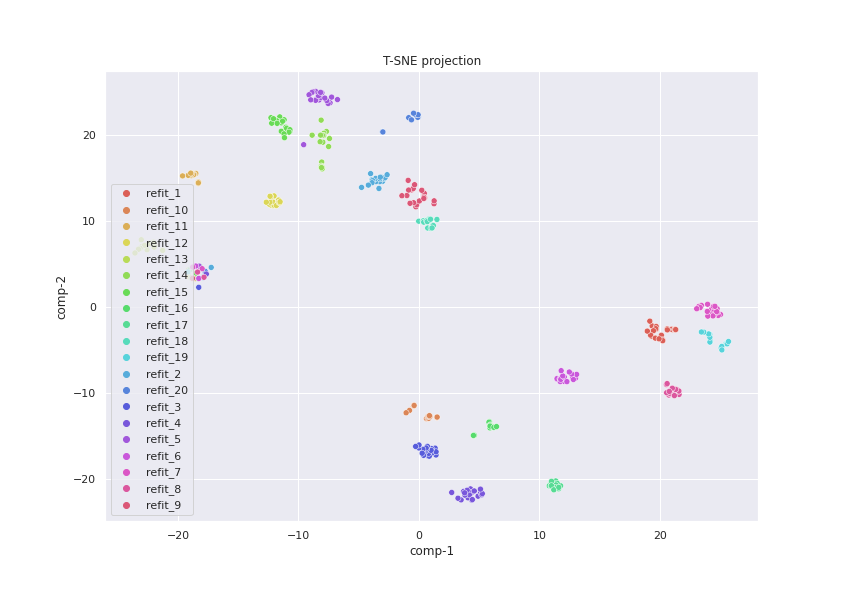 T-SNE projection
comp-2
20
10
0
−10
−20
refit_1
refit_10
refit_11
refit_12
refit_13
refit_14
refit_15
refit_16
refit_17
refit_18
refit_19
refit_2
refit_20
refit_3
refit_4
refit_5
refit_6
refit_7
refit_8
refit_9
−20
−10
0
10
20
comp-1